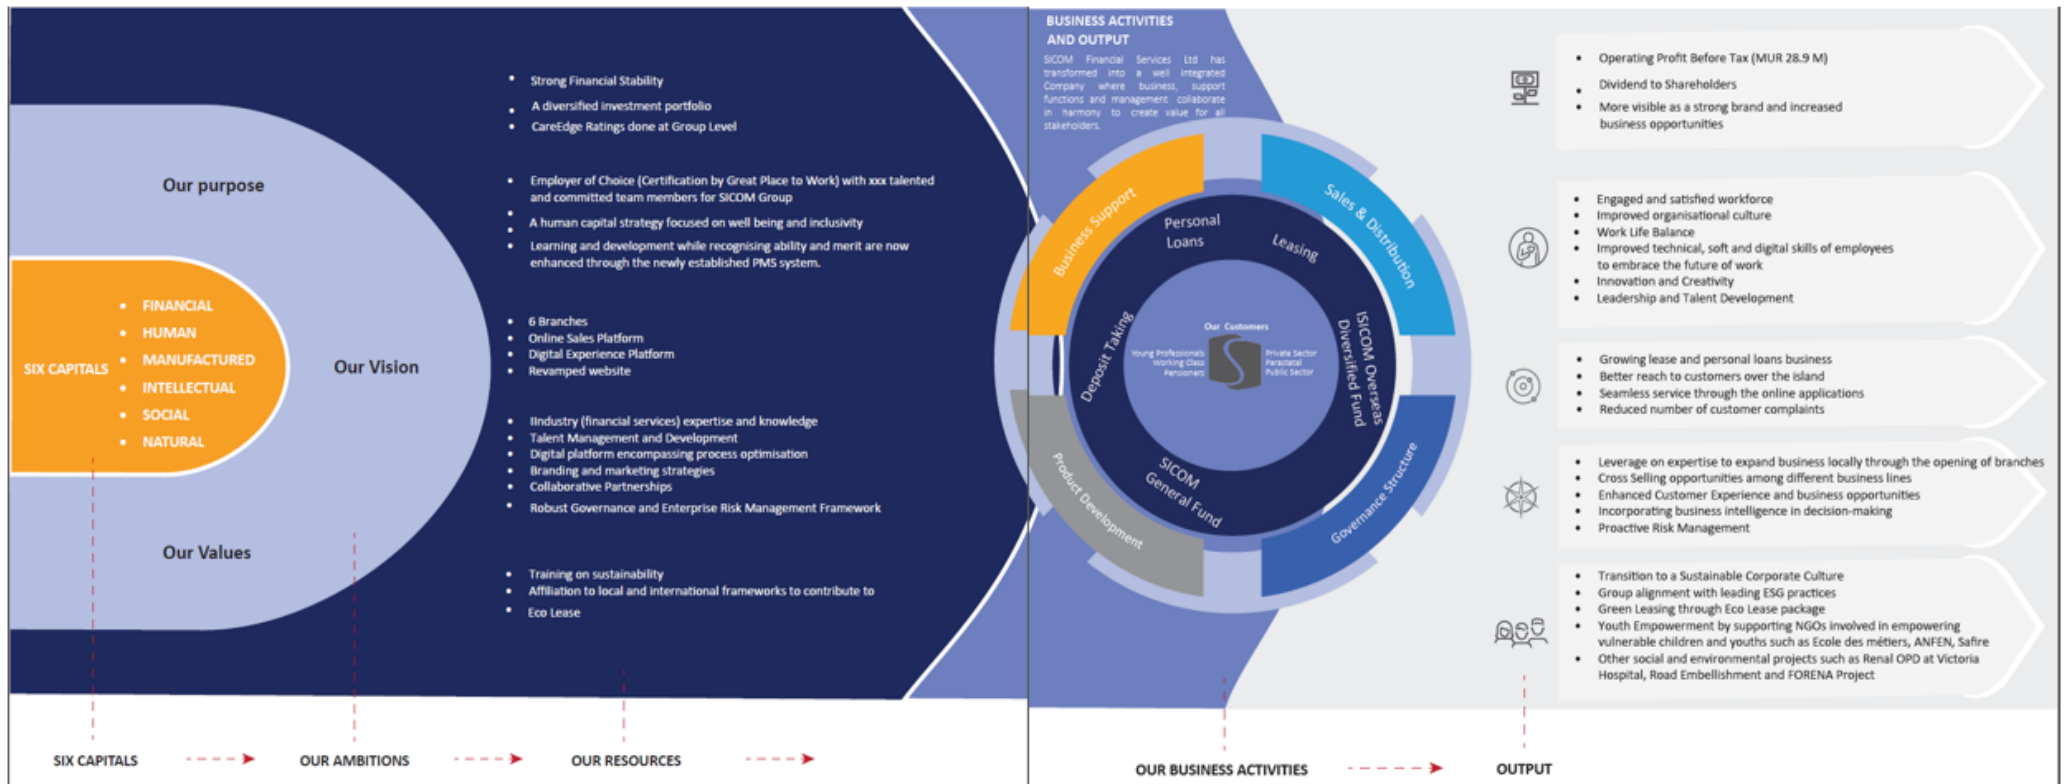 Our purpose
SIX CAPITALS
• FINANCIAL
• HUMAN
• MANUFACTURED
• INTELLECTUAL
• SOCIAL
• NATURAL
Our Vision
Our Values
• Strong Financial Stability
• A diversified investment portfolio
• CareEdge Ratings done at Group Level
• Employer of Choice (Certification by Great Place to Work) with xxx talented
and committed team members for SICOM Group
• A human capital strategy focused on well being and inclusivity
• Learning and development while recognising ability and merit are now
enhanced through the newly established PMS system.
• 6 Branches
• Online Sales Platform
• Digital Experience Platform
• Revamped website
• IIndustry (financial services) expertise and knowledge
• Talent Management and Development
• Digital platform encompassing process optimisation
• Branding and marketing strategies
• Collaborative Partnerships
• Robust Governance and Enterprise Risk Management Framework
• Training on sustainability
• Affiliation to local and international frameworks to contribute to
• Eco Lease
BUSINESS ACTIVITIES
AND OUTPUT
SICOM Financial Services Ltd has
transformed into a well integrated
Company where business, support
functions and management collaborate
in harmony to create value for all
stakeholders.
Business Support
Sales & Distribution
Governance Structure
Product Development
Personal
Loans
Leasing
ISICOM Overseas
Diversified Fund
SICOM
General Fund
Deposit Taking
Our Customers
Young Professionals
Working Class
Pensioners
Private Sector
Parastatal
Public Sector
• Operating Profit Before Tax (MUR 28.9 M)
• Dividend to Shareholders
• More visible as a strong brand and increased
business opportunities
• Engaged and satisfied workforce
• Improved organisational culture
• Work Life Balance
• Improved technical, soft and digital skills of employees
to embrace the future of work
• Innovation and Creativity
• Leadership and Talent Development
• Growing lease and personal loans business
• Better reach to customers over the island
• Seamless service through the online applications
• Reduced number of customer complaints
• Leverage on expertise to expand business locally through the opening of branches
• Cross Selling opportunities among different business lines
• Enhanced Customer Experience and business opportunities
• Incorporating business intelligence in decision-making
• Proactive Risk Management
• Transition to a Sustainable Corporate Culture
• Group alignment with leading ESG practices
• Green Leasing through Eco Lease package
• Youth Empowerment by supporting NGOs involved in empowering
vulnerable children and youths such as Ecole des métiers, ANFEN, Safire
• Other social and environmental projects such as Renal OPD at Victoria
Hospital, Road Embellishment and FORENA Project
SIX CAPITALS
OUR AMBITIONS
OUR RESOURCES
OUR BUSINESS ACTIVITIES
OUTPUT